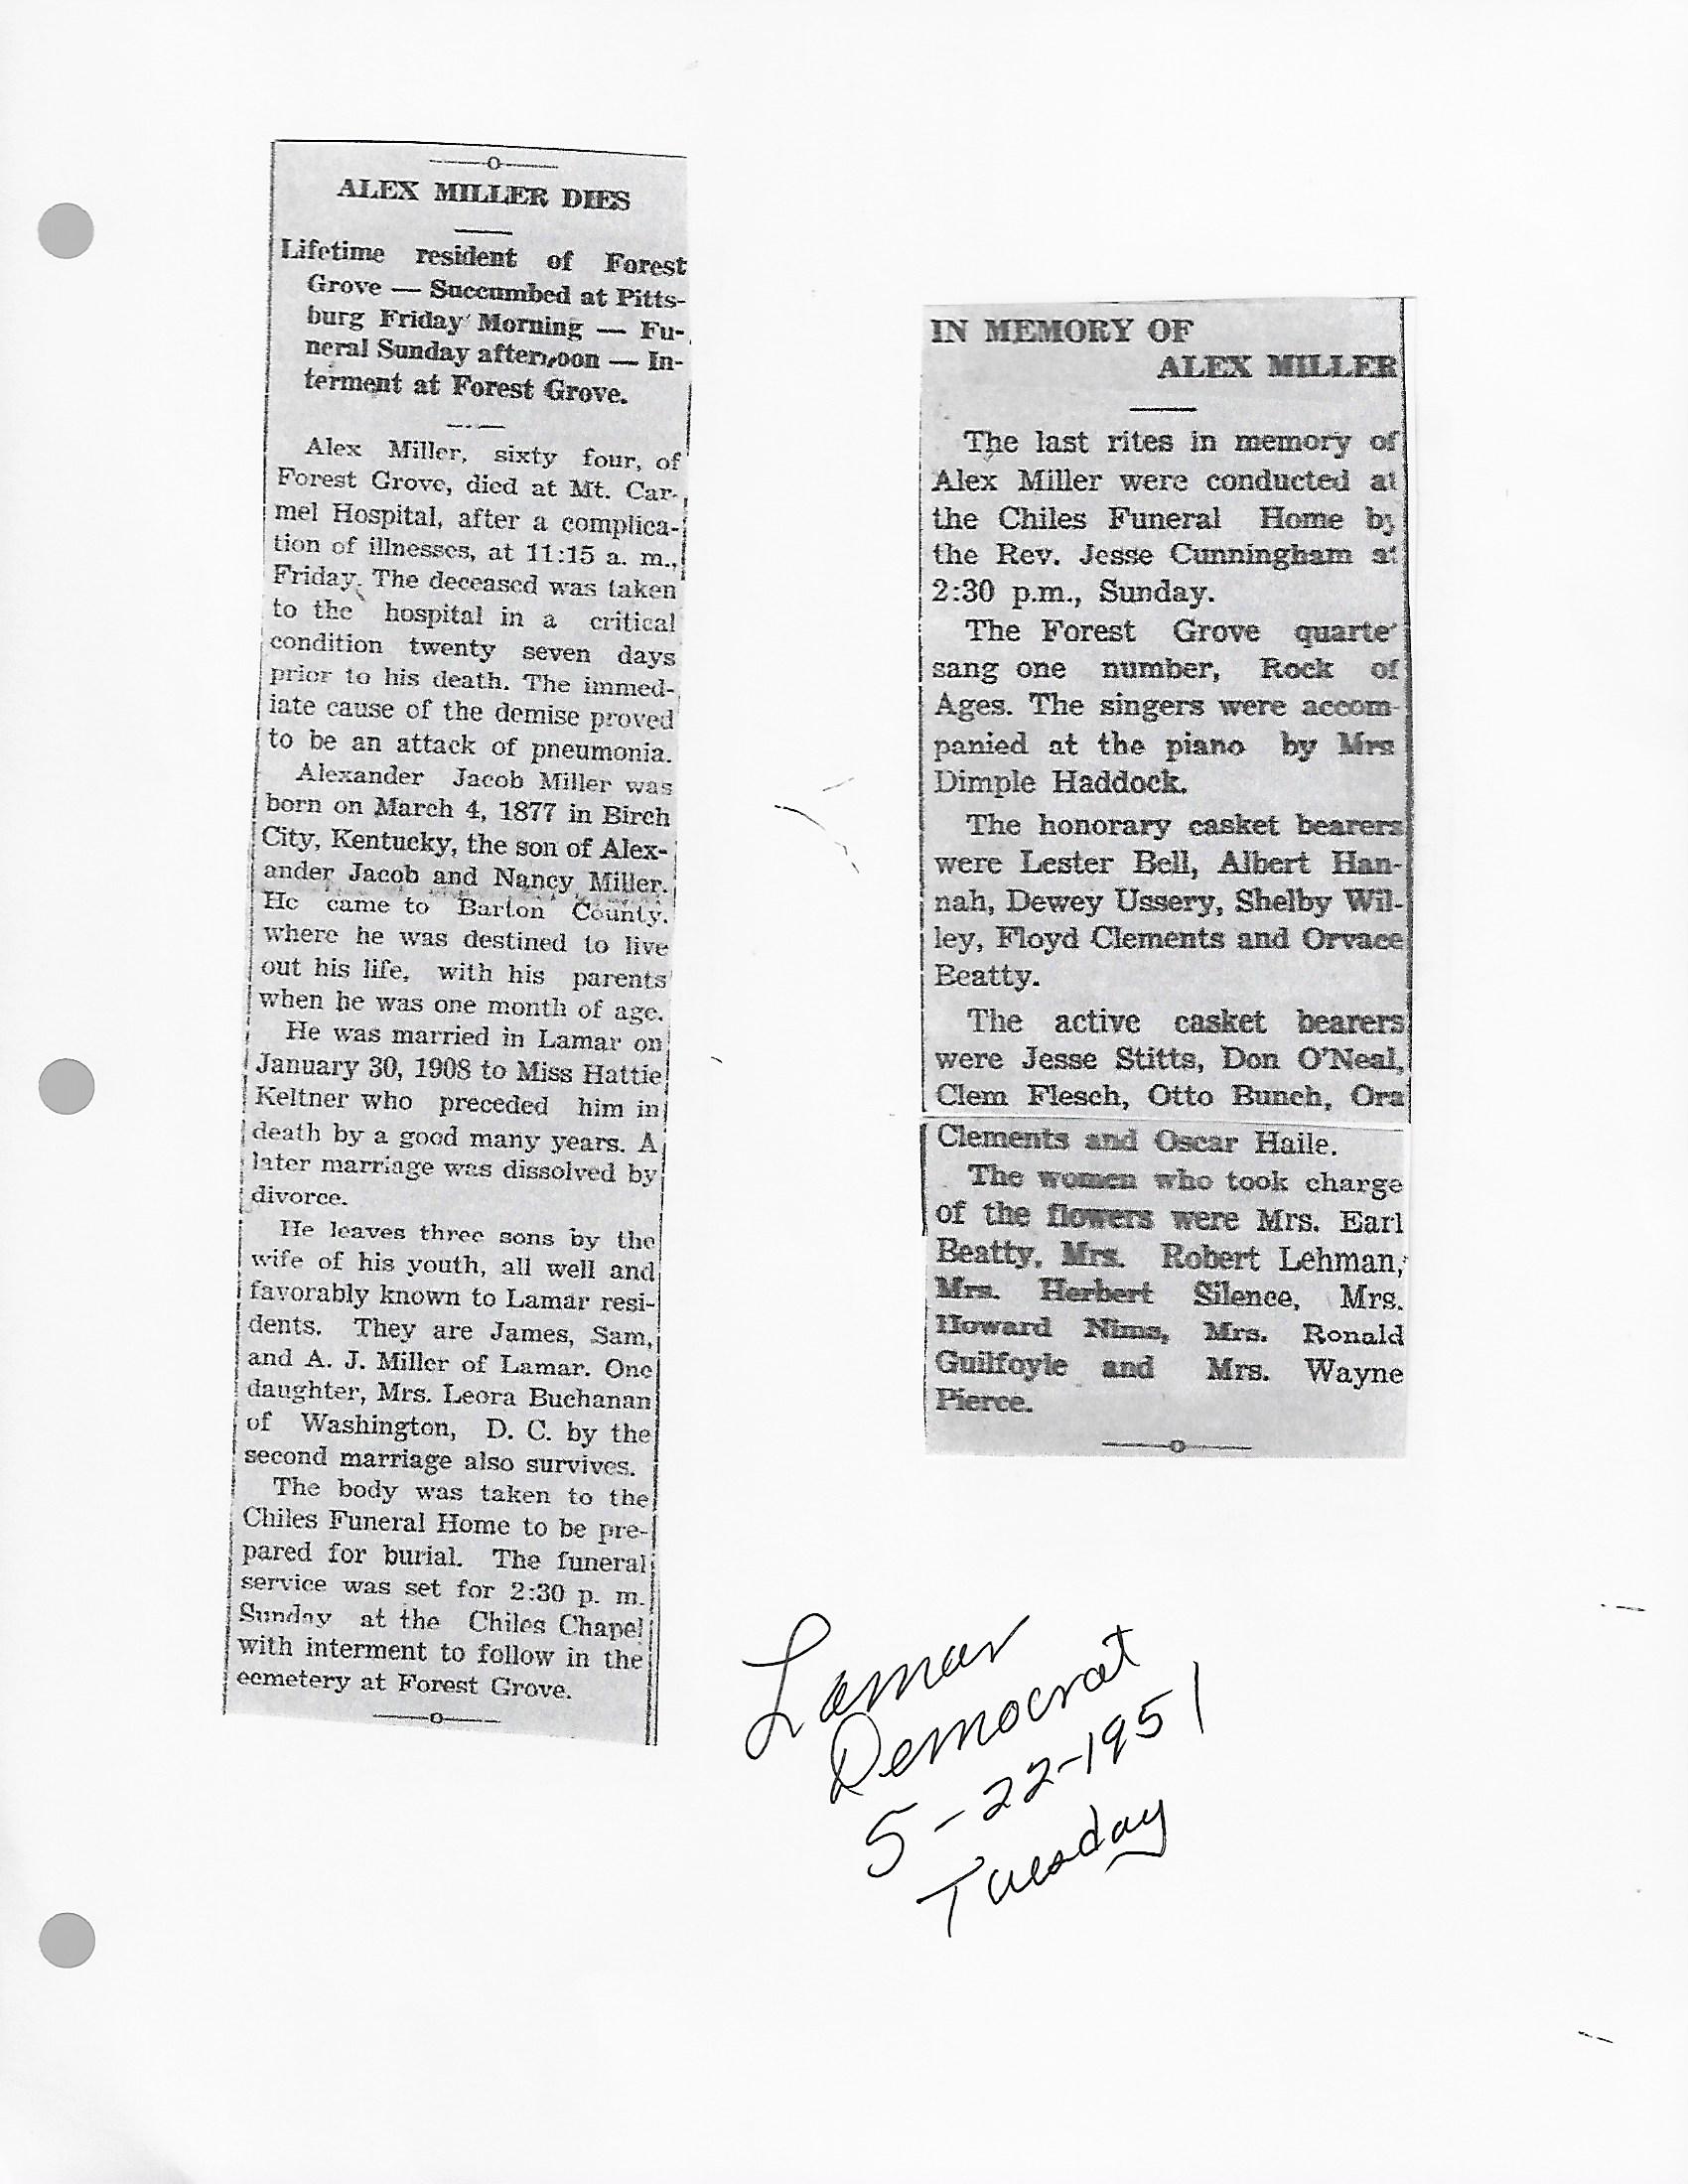 ALEX MILLER DIES
Lifetime resident of Forest
Grove — Succumbed at Pitts-
burg Friday Morning — Fu-
neral Sunday afternoon — In-
terment at Forest Grove.
Alex Miller, sixty four, of
Forest Grove, died at Mt. Car-
mel Hospital, after a complica-
tion of illnesses, at 11:15 a. m.,
Friday. The deceased was taken
to the hospital in a critical
condition twenty seven days
prior to his death. The immed-
iate cause of the demise proved
to be an attack of pneumonia.
Alexander Jacob Miller was
born on March 4, 1877 in Birch
City, Kentucky, the son of Alex-
ander Jacob and Nancy Miller.
He came to Barton County,
where he was destined to live
out his life, with his parents
when he was one month of age.
He was married in Lamar on
January 30, 1908 to Miss Hattie
Keltner who preceded him in
death by a good many years. A
later marriage was dissolved by
divorce.
He leaves three sons by the
wife of his youth, all well and
favorably known to Lamar resi-
dents. They are James, Sam,
and A. J. Miller of Lamar. One
daughter, Mrs. Leora Buchanan
of Washington, D. C. by the
second marriage also survives.
The body was taken to the
Chiles Funeral Home to be pre-
pared for burial. The funeral
service was set for 2:30 p. m.
Sunday at the Chiles Chapel
with interment to follow in the
cemetery at Forest Grove.
IN MEMORY OF
ALEX MILLER
The last rites in memory of
Alex Miller were conducted at
the Chiles Funeral Home by
the Rev. Jesse Cunningham at
2:30 p.m., Sunday.
The Forest Grove quarte
sang one number, Rock of
Ages. The singers were accom-
panied at the piano by Mrs
Dimple Haddock.
The honorary casket bearers
were Lester Bell, Albert Han-
nah, Dewey Ussery, Shelby Wil-
ley, Floyd Clements and Orvace
Beatty.
The active casket bearers
were Jesse Stitts, Don O'Neal,
Clem Flesch, Otto Bunch, Ora
Clements and Oscar Haile.
The women who took charge
of the flowers were Mrs. Earl
Beatty, Mrs. Robert Lehman,
Mrs. Herbert Silence, Mrs.
Howard Nims, Mrs. Ronald
Guilfoyle and Mrs. Wayne
Pierce.
Lamar
Democrat
5-22-1951
Tuesday